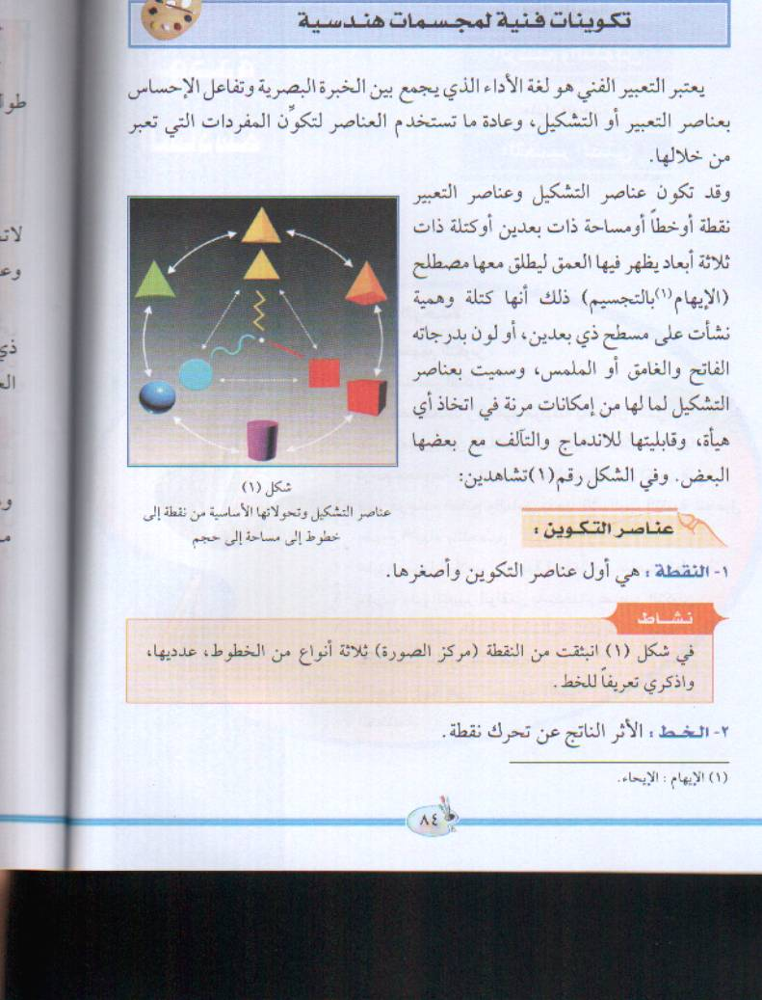 تكوينات فنية لمجسمات هندسية
يعتبر التعبير الفني هو لغة الأداء الذي يجمع بين الخبرة البصرية وتفاعل الإحساس
بعناصر التعبير أو التشكيل، وعادة ما تستخدم العناصر لتكوِّن المفردات التي تعبر
من خلالها.
وقد تكون عناصر التشكيل وعناصر التعبير
نقطة أوخطاً أومساحة ذات بعدين أوكتلة ذات
ثلاثة أبعاد يظهر فيها العمق ليطلق معها مصطلح
(الإيهام(١)بالتجسيم) ذلك أنها كتلة وهمية
نشأت على مسطح ذي بعدين، أو لون بدرجاته
الفاتح والغامق أو الملمس، وسميت بعناصر
التشكيل لما لها من إمكانات مرنة في اتخاذ أي
هيأة، وقابليتها للاندماج والتآلف مع بعضها
البعض. وفي الشكل رقم(١)تشاهدين:
شكل (١)
عناصر التشكيل وتحولاتها الأساسية من نقطة إلى
خطوط إلى مساحة إلى حجم
عناصر التكوين :
١- النقطة : هي أول عناصر التكوين وأصغرها.
نشاط
في شكل (١) انبثقت من النقطة (مركز الصورة) ثلاثة أنواع من الخطوط، عدديها،
واذكري تعريفاً للخط.
٢- الخط : الأثر الناتج عن تحرك نقطة.
(١) الإيهام : الإيحاء.
٨٤
طول
ذي